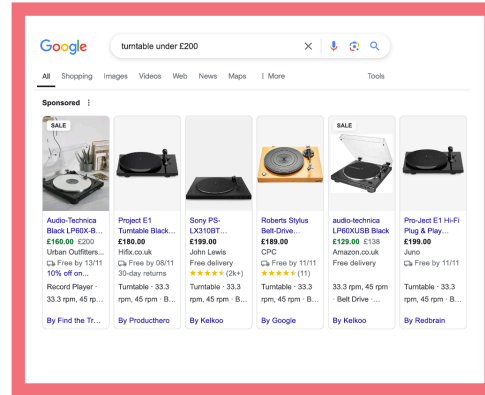 Google
turntable under £200
All Shopping Images Videos Web News Maps More Tools
Sponsored
SALE
Audio-Technica
Black LP60X-B...
£160.00 £200
Urban Outfitters...
Free by 13/11
10% off on...
Record Player ·
33.3 rpm, 45 rp...
By Find the Tr...
Project E1
Turntable Black...
£180.00
Hifix.co.uk
Free by 08/11
30-day returns
Turntable · 33.3
rpm, 45 rpm · B...
By Producthero
Sony PS-
LX310BT...
£199.00
John Lewis
Free delivery
(2k+)
Turntable · 33.3
rpm, 45 rpm · B...
By Kelkoo
Roberts Stylus
Belt-Drive...
£189.00
CPC
Free by 11/11
(11)
Turntable · 33.3
rpm, 45 rpm · B...
By Google
SALE
audio-technica
LP60XUSB Black
£129.00 £138
Amazon.co.uk
Free delivery
33.3 rpm, 45 rpm
· Belt Drive ·...
By Kelkoo
Pro-Ject E1 Hi-Fi
Plug & Play...
£199.00
Juno
Free by 11/11
Turntable · 33.3
rpm, 45 rpm · B...
By Redbrain